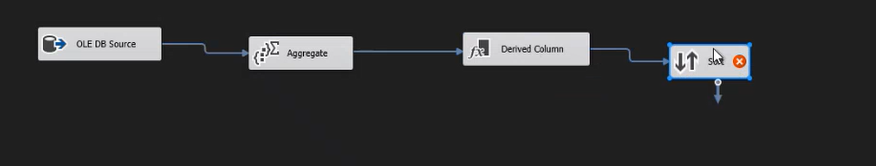 OLE DB Source
Aggregate
Derived Column